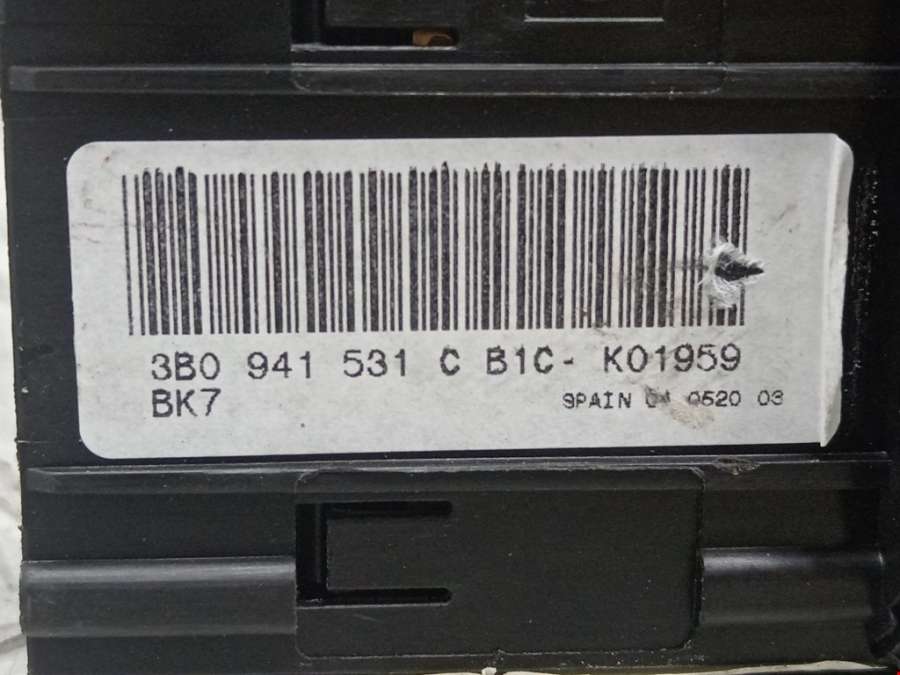 3B0 941 531 C B1C- K01959
BK7 SPAIN 0520 03